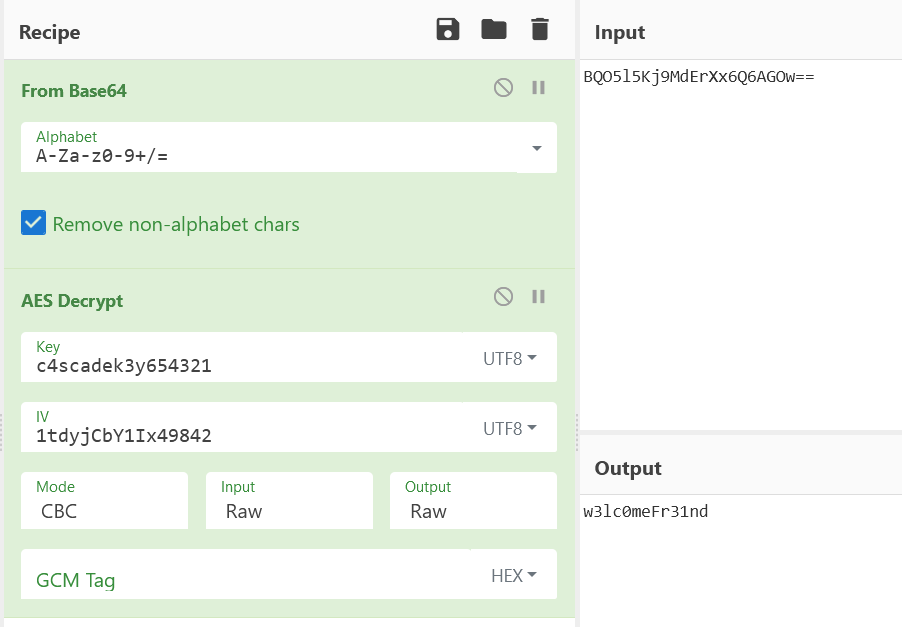 Recipe
From Base64
Alphabet
A-Za-z0-9+/=
Remove non-alphabet chars
AES Decrypt
Key
c4scadek3y654321
UTF8
IV
1tdyjCbY1Ix49842
UTF8
Mode
CBC
Input
Raw
Output
Raw
GCM Tag
HEX
Input
BQO5l5Kj9MdErXx6Q6AGOw==
Output
w3lc0meFr31nd